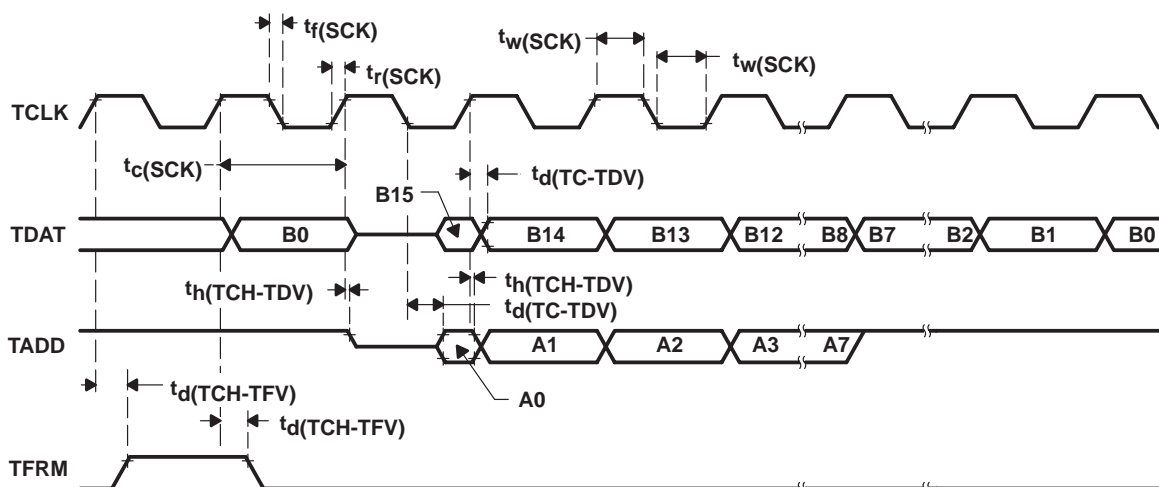 tf(SCK)
tw(SCK)
tw(SCK)
tr(SCK)
TCLK
tc(SCK)
td(TC-TDV)
B15
TDAT
B0
B14
B13
B12
B8
B7
B2
B1
B0
th(TCH-TDV)
th(TCH-TDV)
td(TC-TDV)
TADD
A1
A2
A3
A7
td(TCH-TFV)
A0
td(TCH-TFV)
TFRM